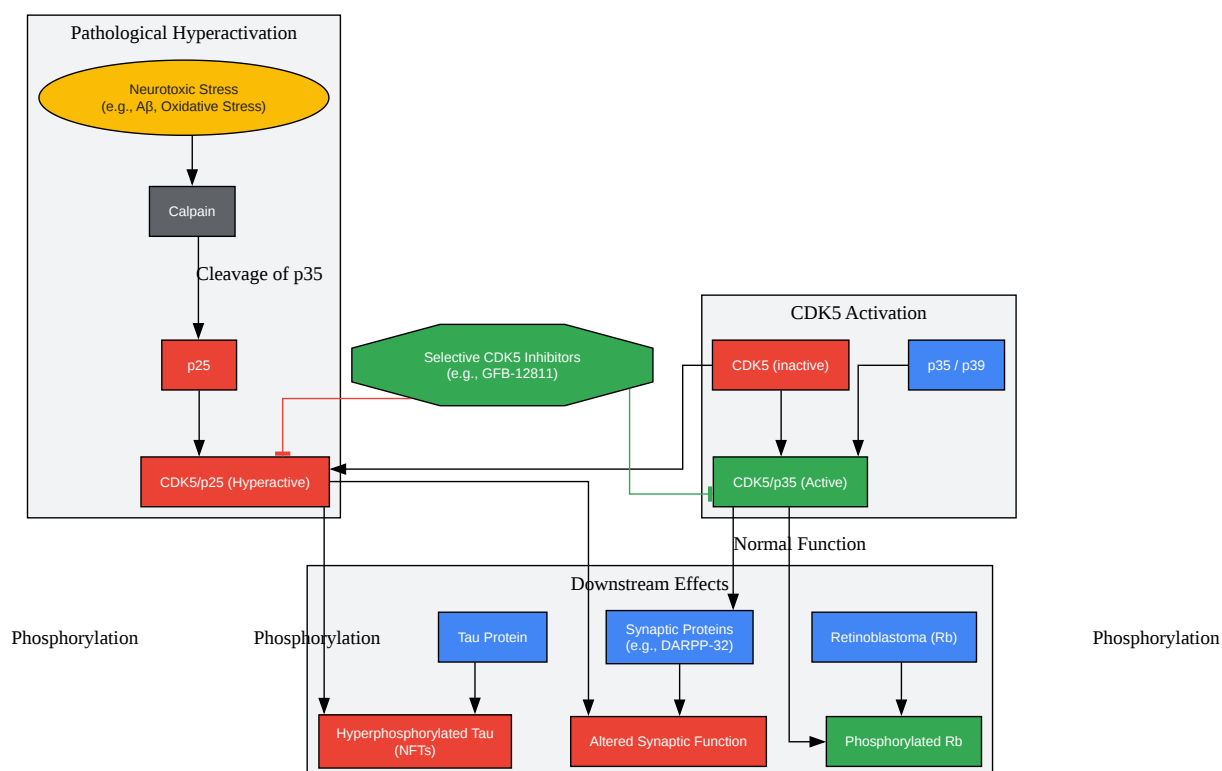 Pathological Hyperactivation
Neurotoxic Stress
(e.g., Aβ, Oxidative Stress)
Calpain
Cleavage of p35
p25
CDK5/p25 (Hyperactive)
Selective CDK5 Inhibitors
(e.g., GFB-12811)
CDK5 Activation
CDK5 (inactive)
p35 / p39
CDK5/p35 (Active)
Normal Function
Downstream Effects
Phosphorylation
Phosphorylation
Tau Protein
Synaptic Proteins
(e.g., DARPP-32)
Retinoblastoma (Rb)
Phosphorylation
Hyperphosphorylated Tau
(NFTs)
Altered Synaptic Function
Phosphorylated Rb